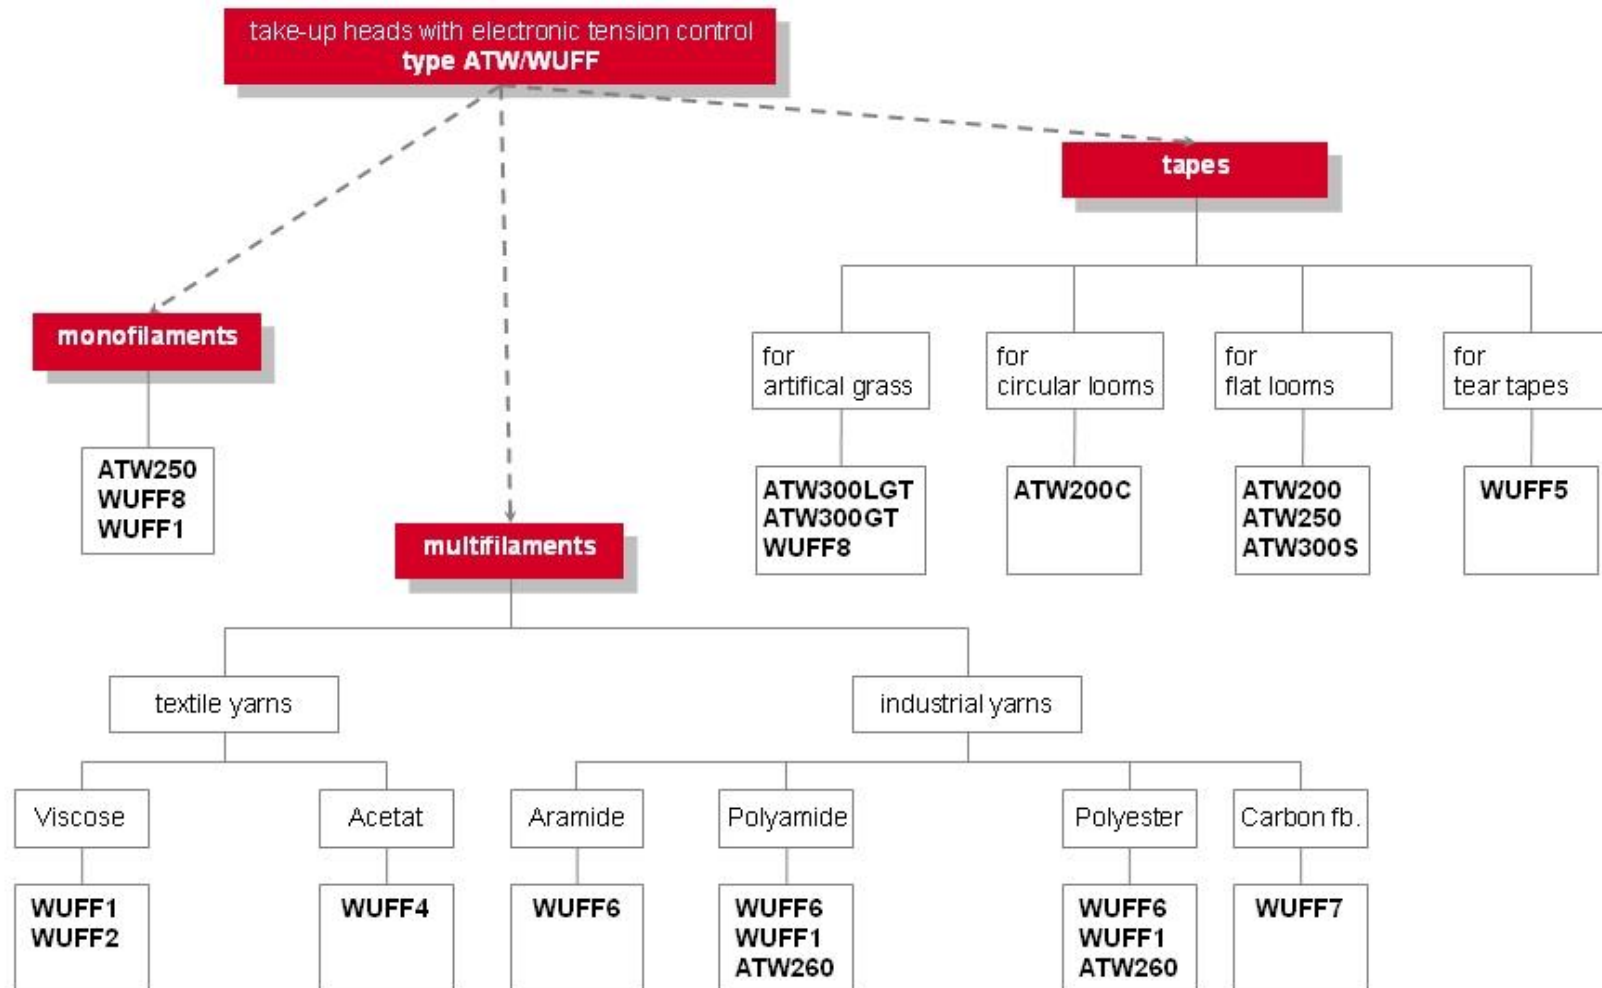 take-up heads with electronic tension control
type ATW/WUFF
tapes
monofilaments
for
artifical grass
for
circular looms
for
flat looms
for
tear tapes
ATW250
WUFF8
WUFF1
ATW300LGT
ATW300GT
WUFF8
ATW200C
ATW200
ATW250
ATW300S
WUFF5
multifilaments
textile yarns
industrial yarns
Viscose
Acetat
Aramide
Polyamide
Polyester
Carbon fb.
WUFF1
WUFF2
WUFF4
WUFF6
WUFF6
WUFF1
ATW260
WUFF6
WUFF1
ATW260
WUFF7